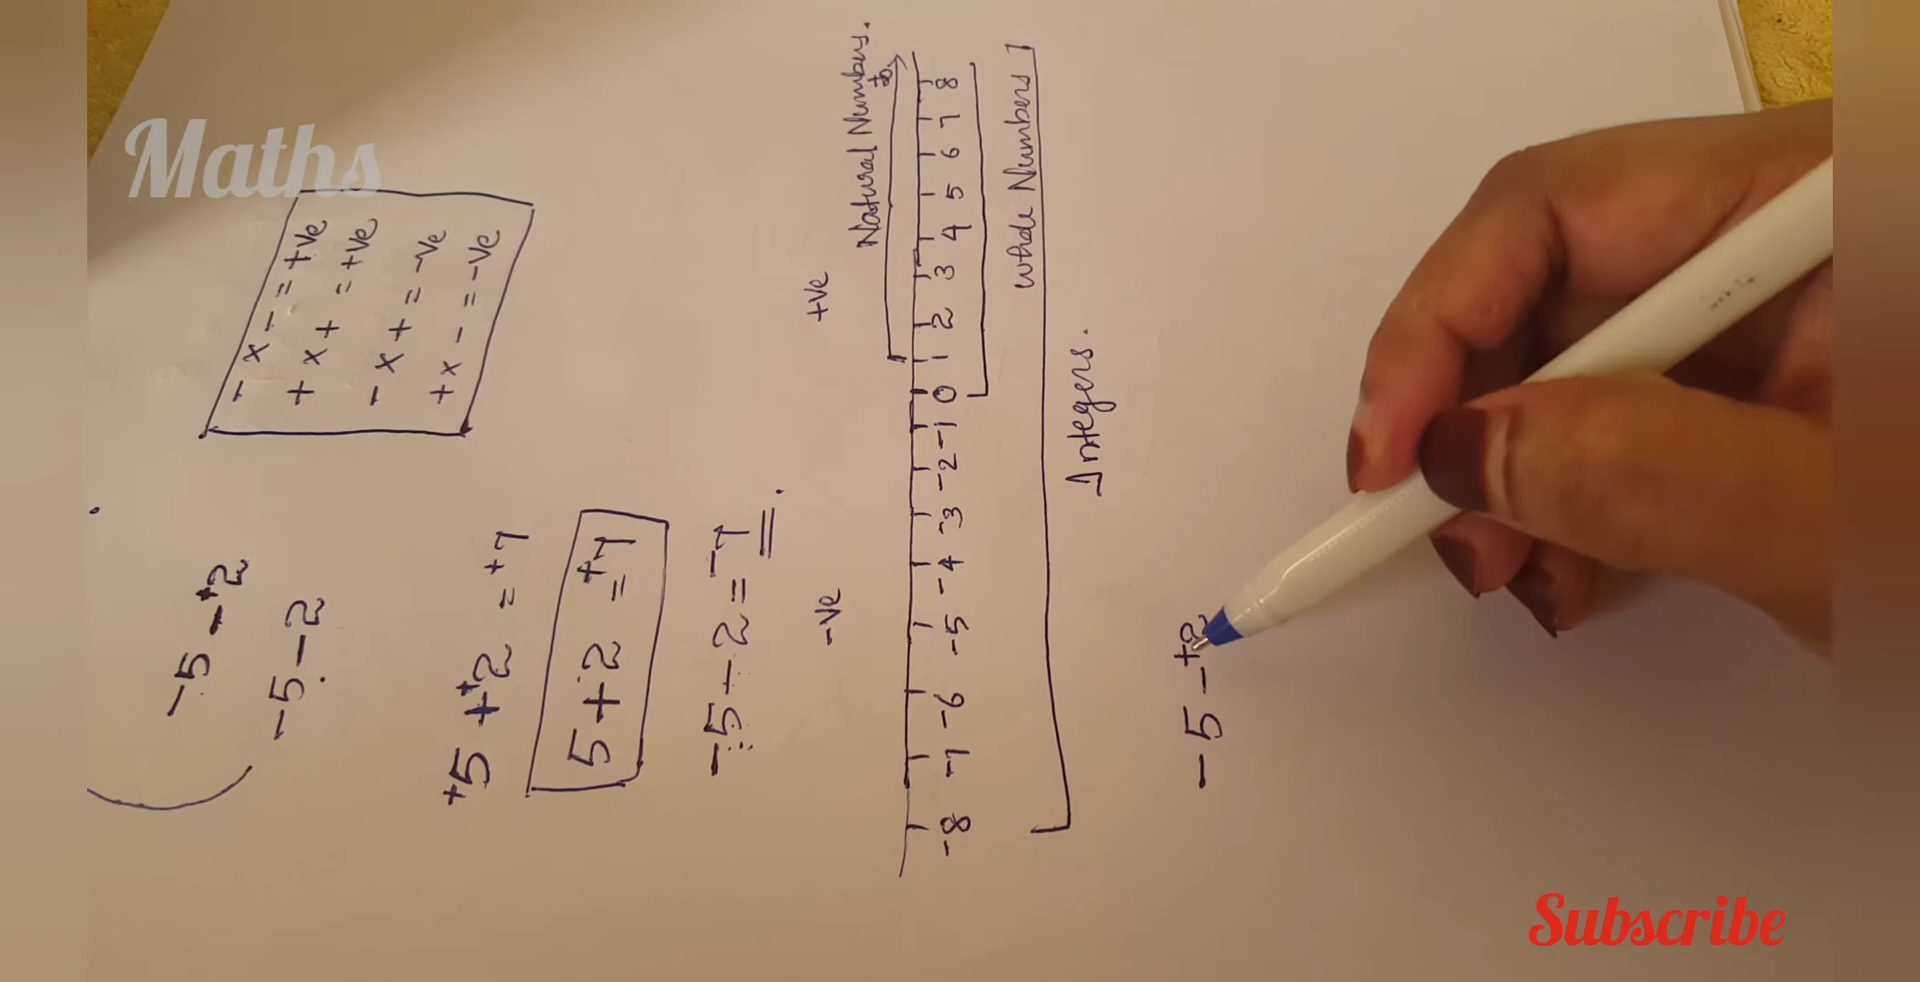 Maths
- x - = +ve
+ x + = +ve
- x + = -ve
+ x - = -ve
-5 - +2
-5 - 2
+5 + +2 = +7
5 + 2 = +7
-5 - 2 = -7
-ve +ve
Natural Numbers.
-8 -7 -6 -5 -4 -3 -2 -1 0 1 2 3 4 5 6 7 8
Whole Numbers
Integers.
-5 - +2
Subscribe